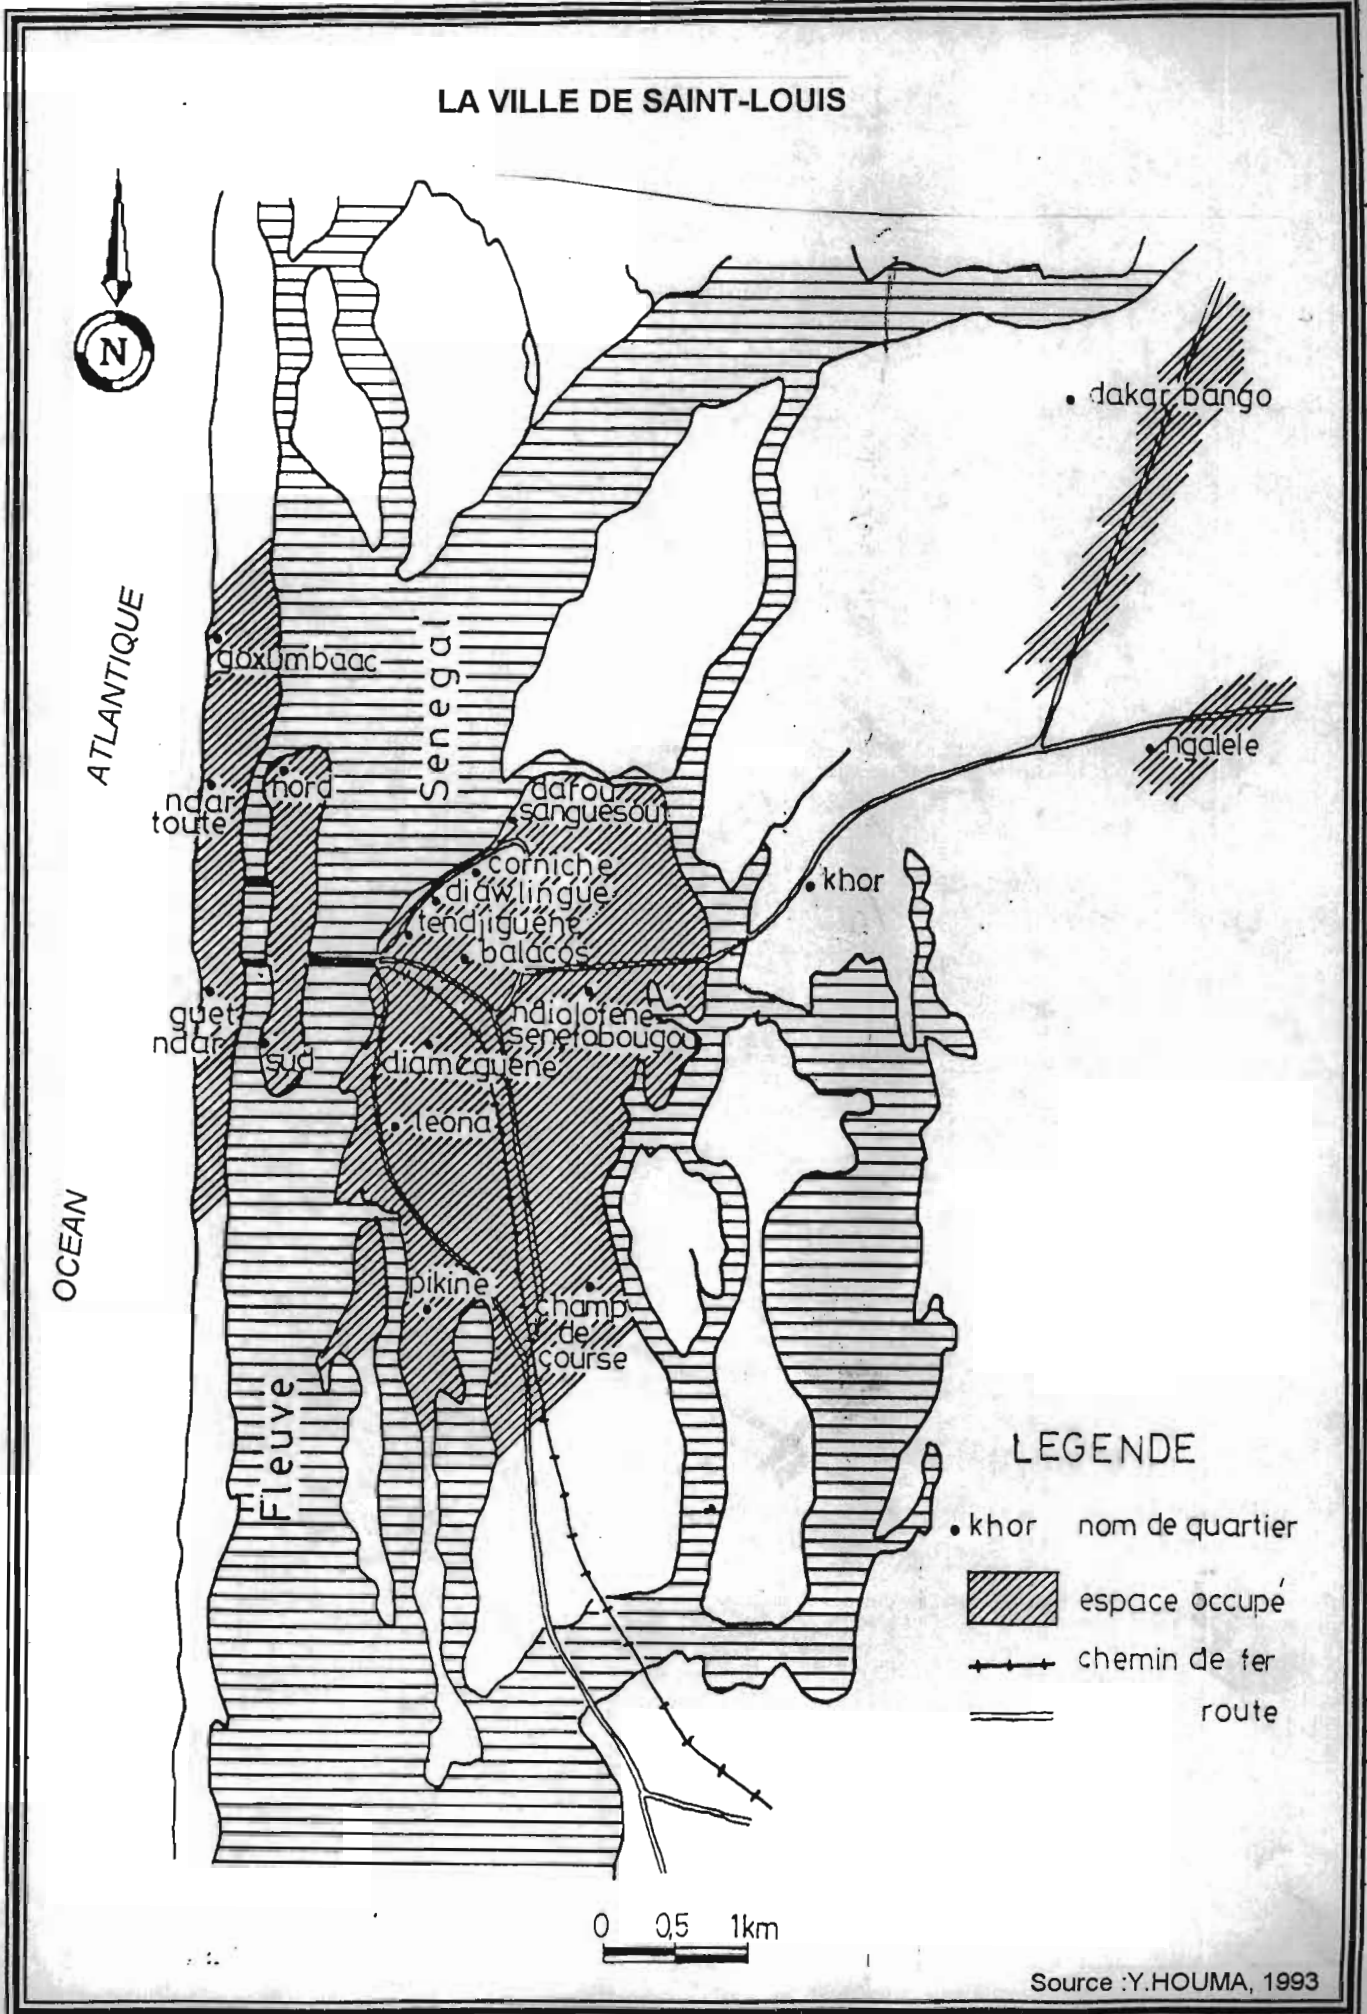 LA VILLE DE SAINT-LOUIS
N
dakar bango
ATLANTIQUE
goxumbaac
Senegal
ngalele
nord
ndar
toute
dafou
sanguesou
corniche
diawlingue
tendjiguene
balacos
khor
guet
ndar
sud
ndiolofene
senefobougou
diameguene
leona
OCEAN
pikine
champ
de
course
Fleuve
LEGENDE
khor nom de quartier
espace occupé
chemin de fer
route
0 0,5 1km
Source :Y.HOUMA, 1993